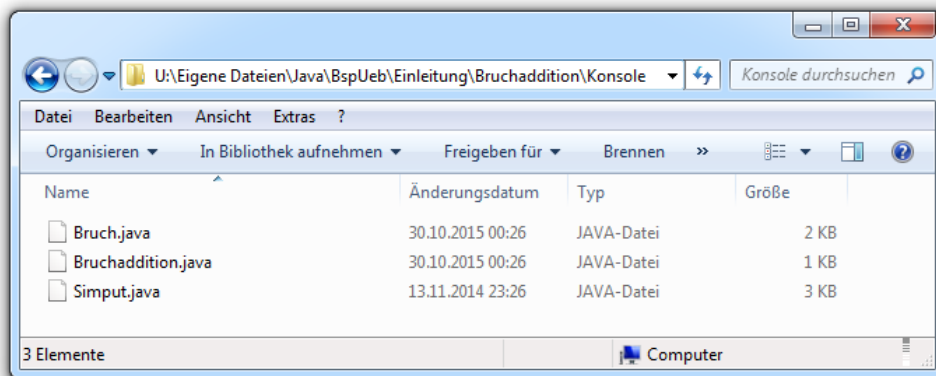 U:\Eigene Dateien\Java\BspUeb\Einleitung\Bruchaddition\Konsole Konsole durchsuchen
Datei Bearbeiten Ansicht Extras ?
Organisieren In Bibliothek aufnehmen Freigeben für Brennen »
Name Änderungsdatum Typ Größe
Bruch.java 30.10.2015 00:26 JAVA-Datei 2 KB
Bruchaddition.java 30.10.2015 00:26 JAVA-Datei 1 KB
Simput.java 13.11.2014 23:26 JAVA-Datei 3 KB
3 Elemente Computer